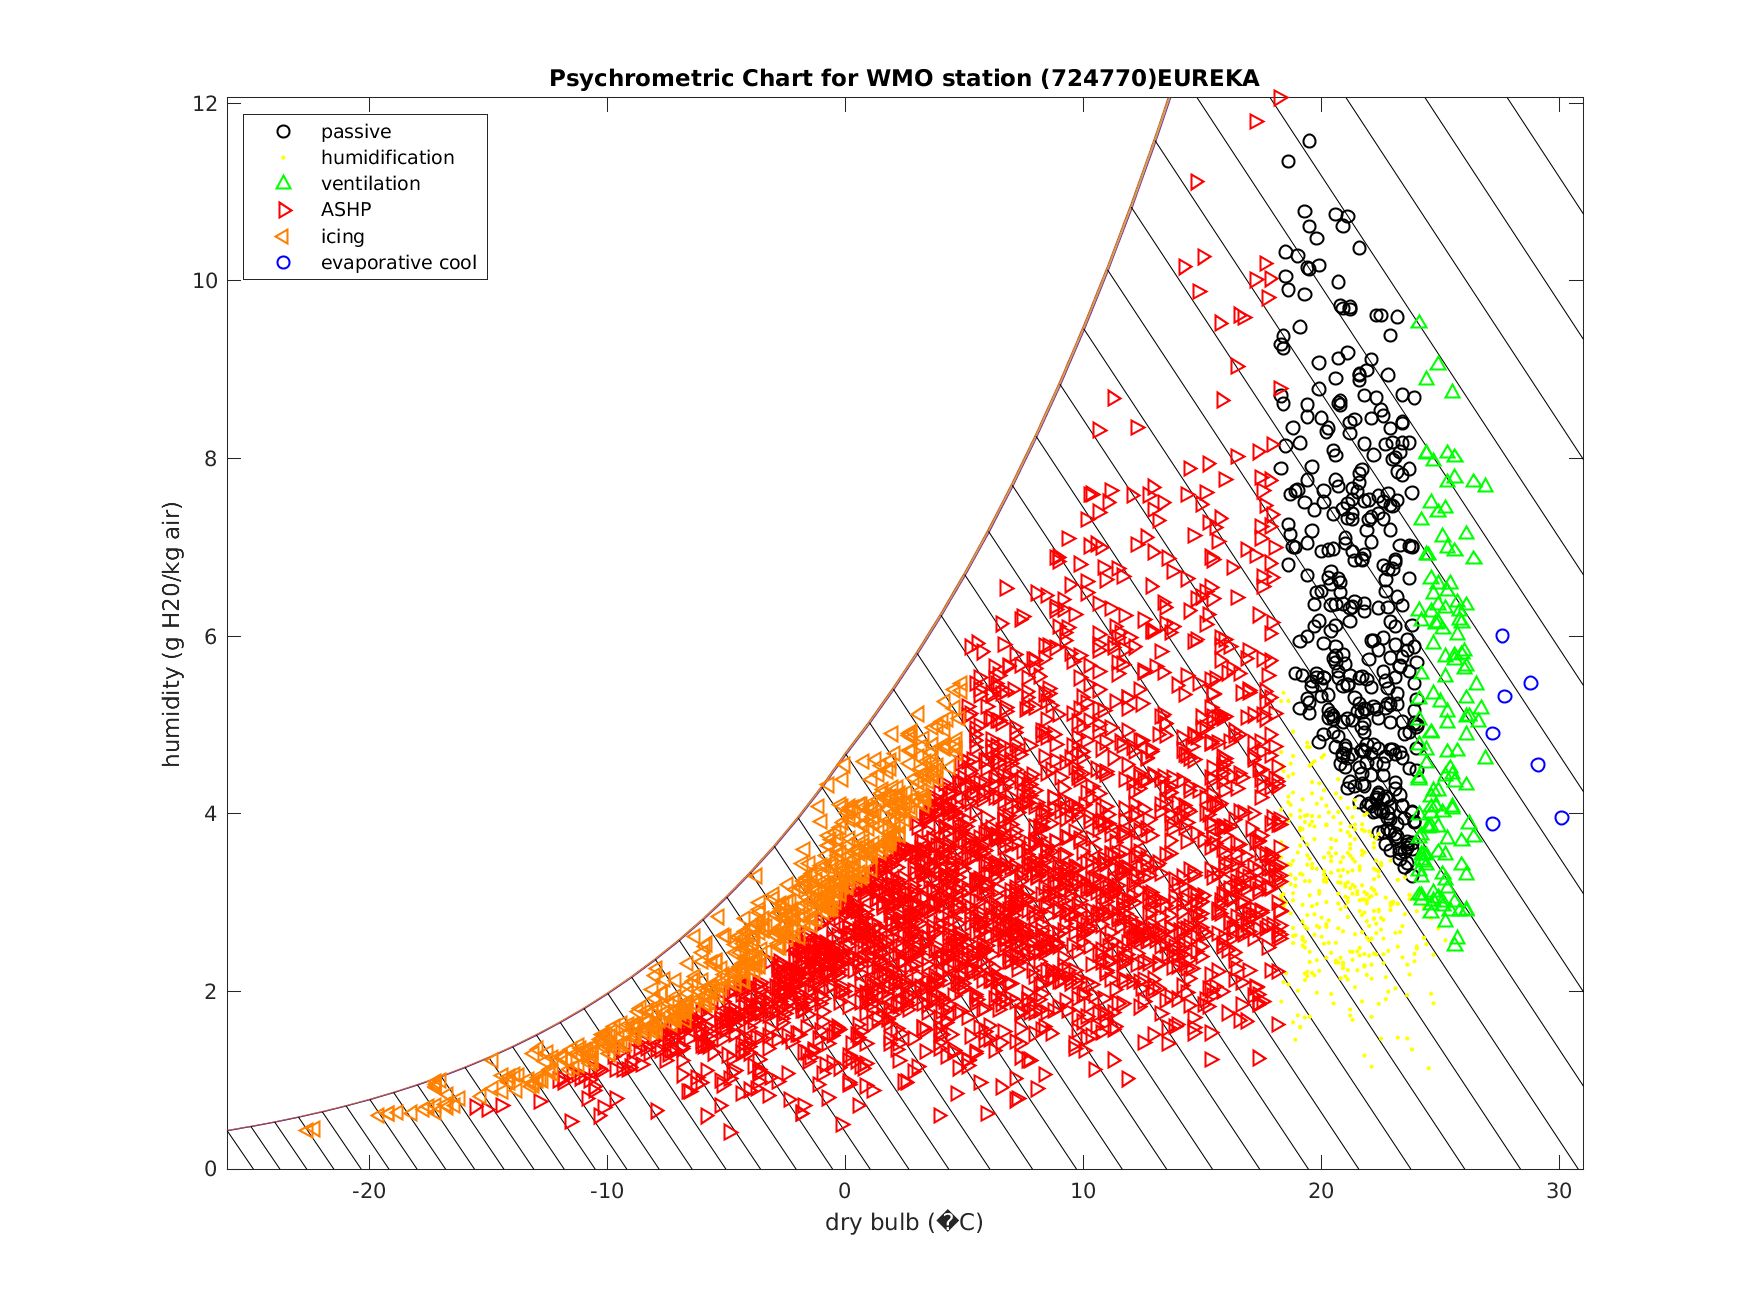 Psychrometric Chart for WMO station (724770)EUREKA
passive
humidification
ventilation
ASHP
icing
evaporative cool
humidity (g H20/kg air)
12
10
8
6
4
2
0
-20 -10 0 10 20 30
dry bulb (�C)